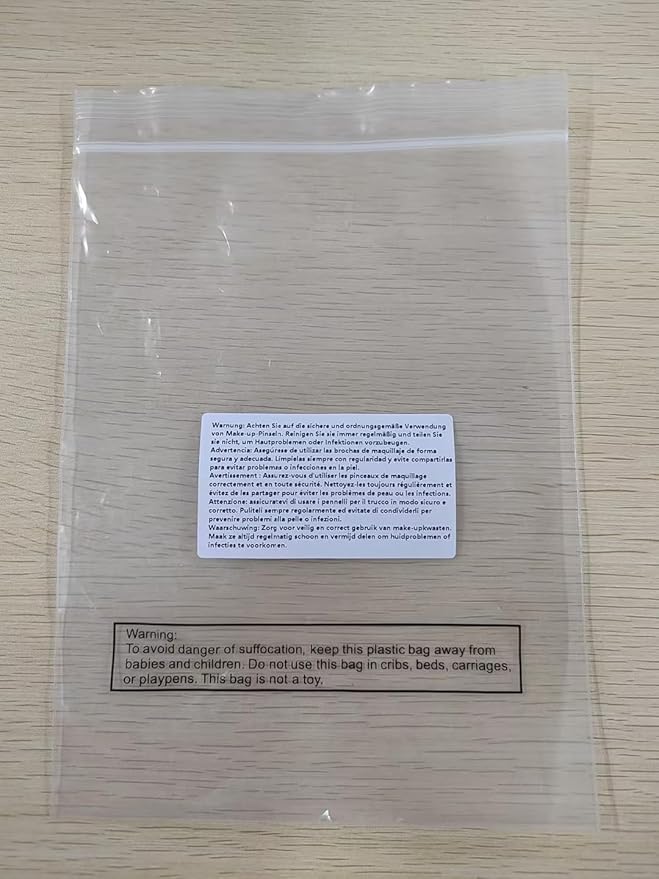 Warnung: Achten Sie auf die sichere und ordnungsgemäße Verwendung
von Make-up-Pinseln. Reinigen Sie sie immer regelmäßig und teilen Sie
sie nicht, um Hautproblemen oder Infektionen vorzubeugen.
Advertencia: Asegúrese de utilizar las brochas de maquillaje de forma
segura y adecuada. Límpielas siempre con regularidad y evite compartirlas
para evitar problemas o infecciones en la piel.
Avertissement : Assurez-vous d'utiliser les pinceaux de maquillage
correctement et en toute sécurité. Nettoyez-les toujours régulièrement et
évitez de les partager pour éviter les problèmes de peau ou les infections.
Attenzione: assicuratevi di usare i pennelli per il trucco in modo sicuro e
corretto. Puliteli sempre regolarmente ed evitate di condividerli per
prevenire problemi alla pelle o infezioni.
Waarschuwing: Zorg voor veilig en correct gebruik van make-upkwasten.
Maak ze altijd regelmatig schoon en vermijd delen om huidproblemen of
infecties te voorkomen.
Warning:
To avoid danger of suffocation, keep this plastic bag away from
babies and children. Do not use this bag in cribs, beds, carriages,
or playpens. This bag is not a toy.